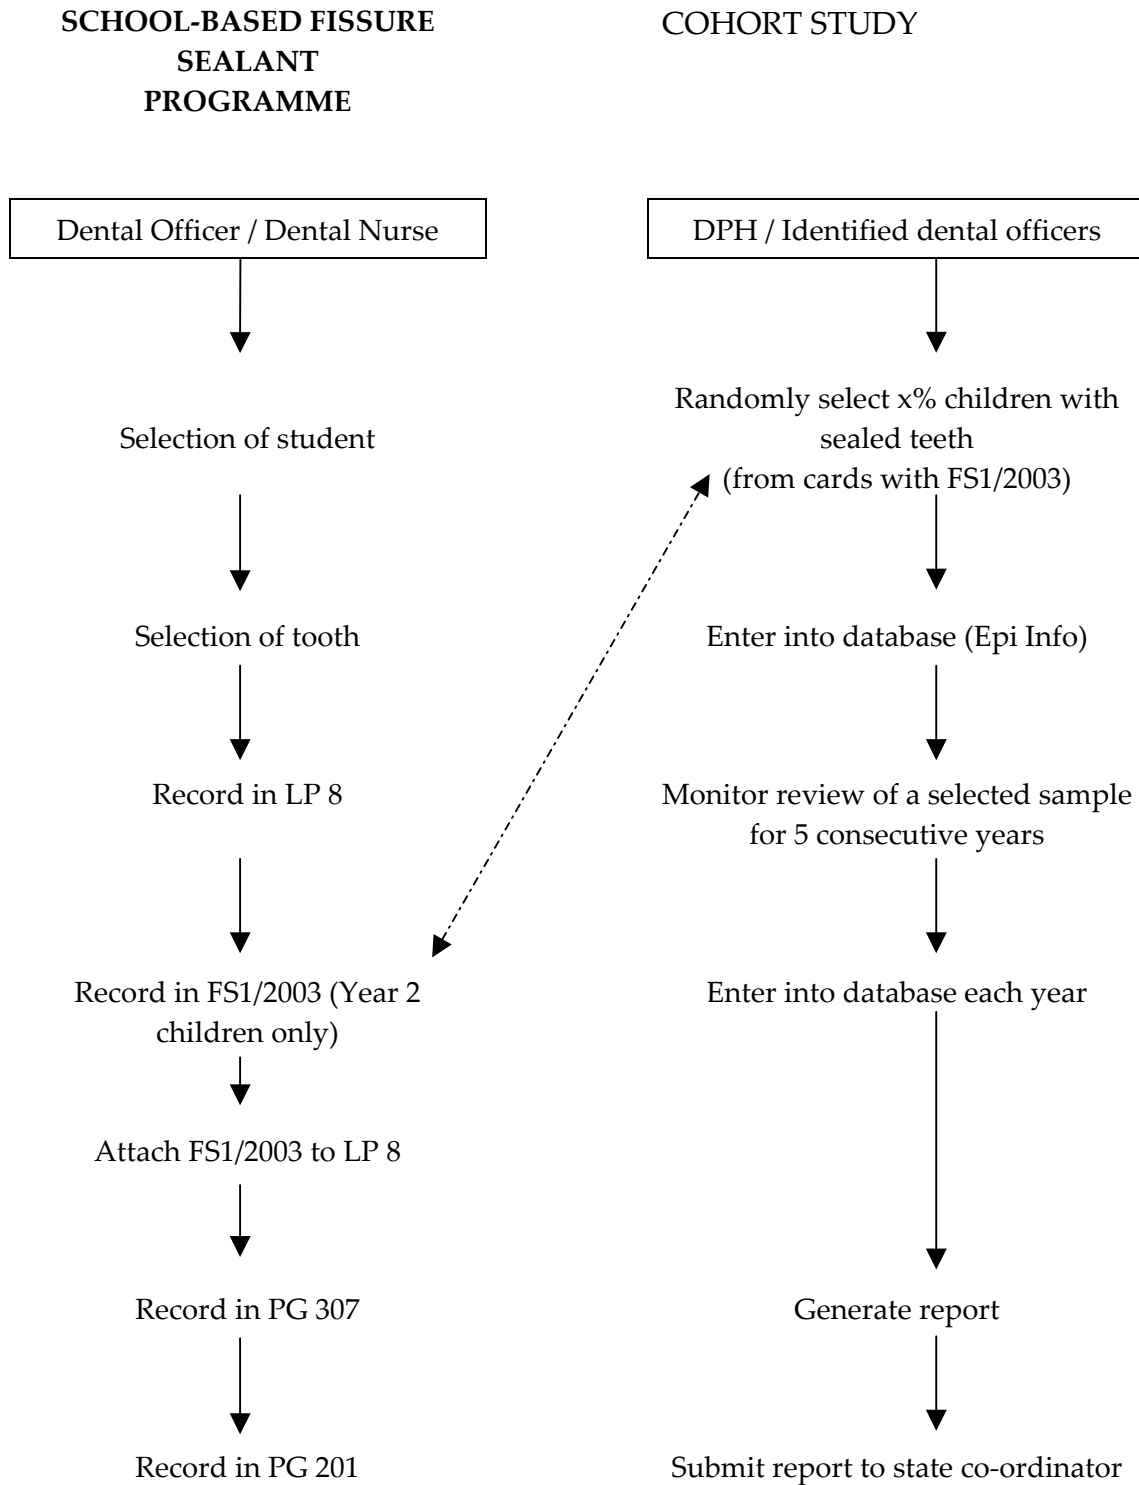 SCHOOL-BASED FISSURE
SEALANT
PROGRAMME
Dental Officer / Dental Nurse
Selection of student
Selection of tooth
Record in LP 8
Record in FS1/2003 (Year 2
children only)
Attach FS1/2003 to LP 8
Record in PG 307
Record in PG 201
COHORT STUDY
DPH / Identified dental officers
Randomly select x% children with
sealed teeth
(from cards with FS1/2003)
Enter into database (Epi Info)
Monitor review of a selected sample
for 5 consecutive years
Enter into database each year
Generate report
Submit report to state co-ordinator